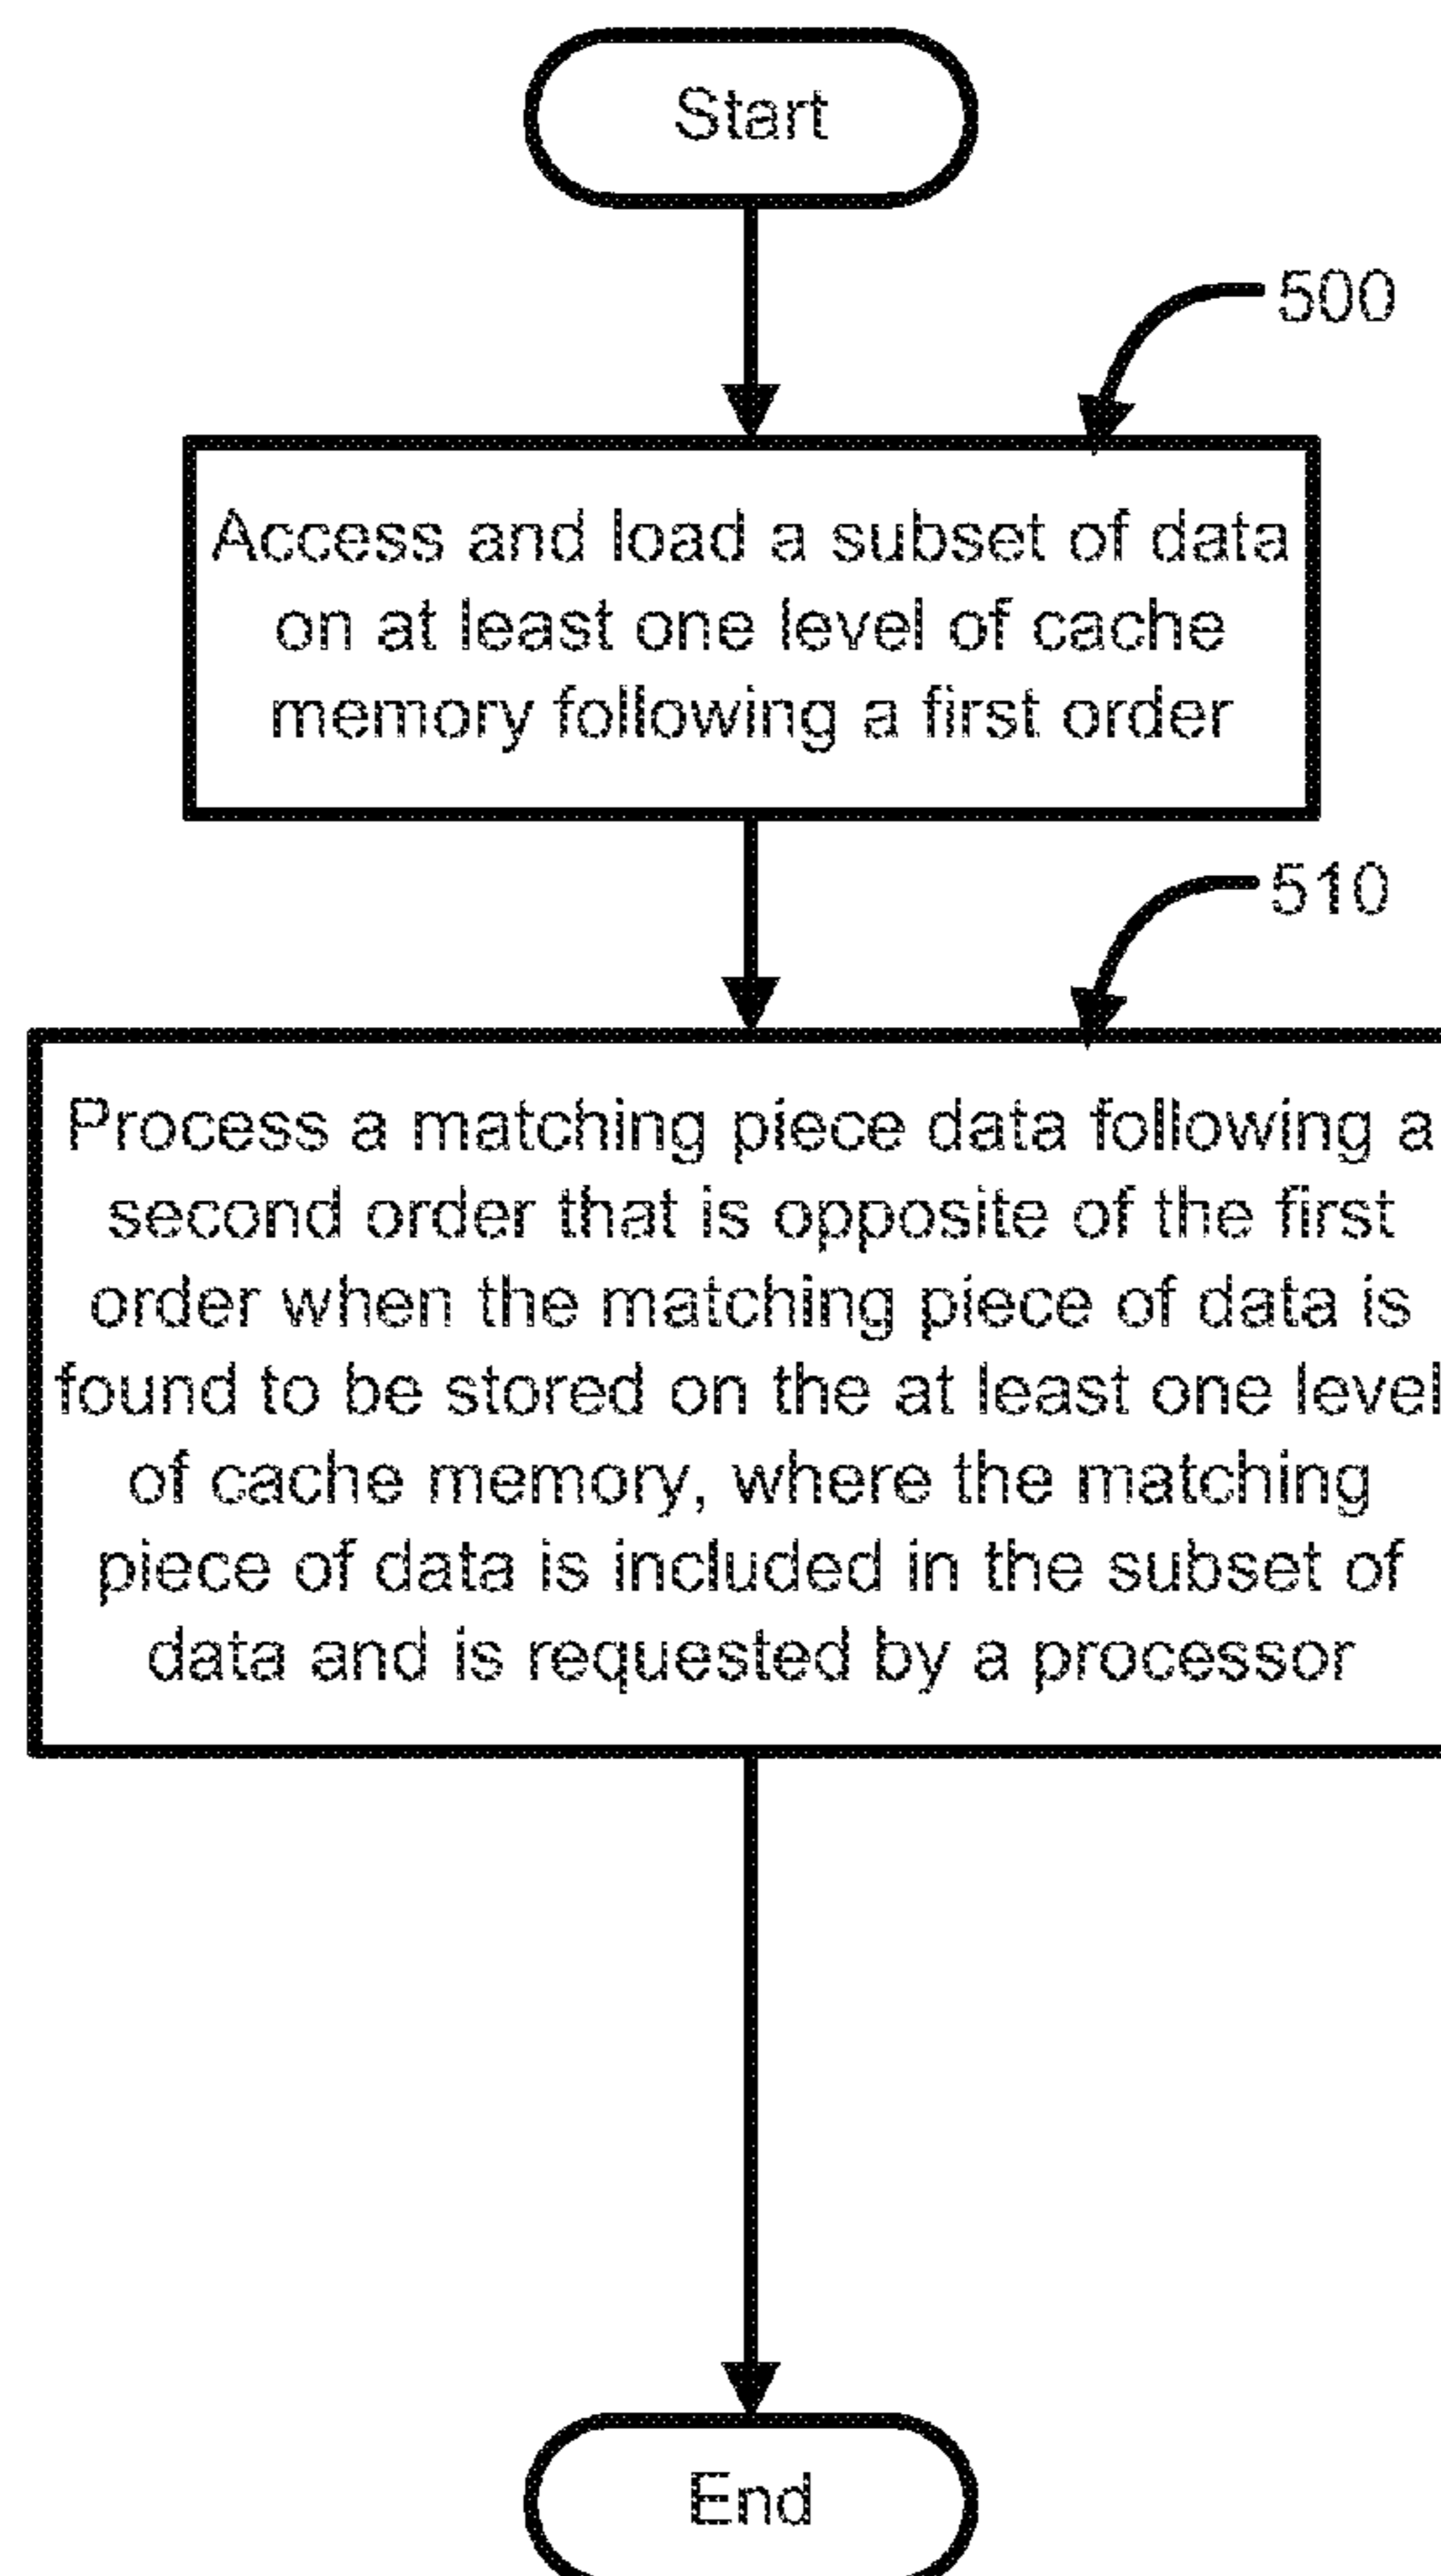 Start
500
Access and load a subset of data
on at least one level of cache
memory following a first order
510
Process a matching piece data following a
second order that is opposite of the first
order when the matching piece of data is
found to be stored on the at least one level
of cache memory, where the matching
piece of data is included in the subset of
data and is requested by a processor
End